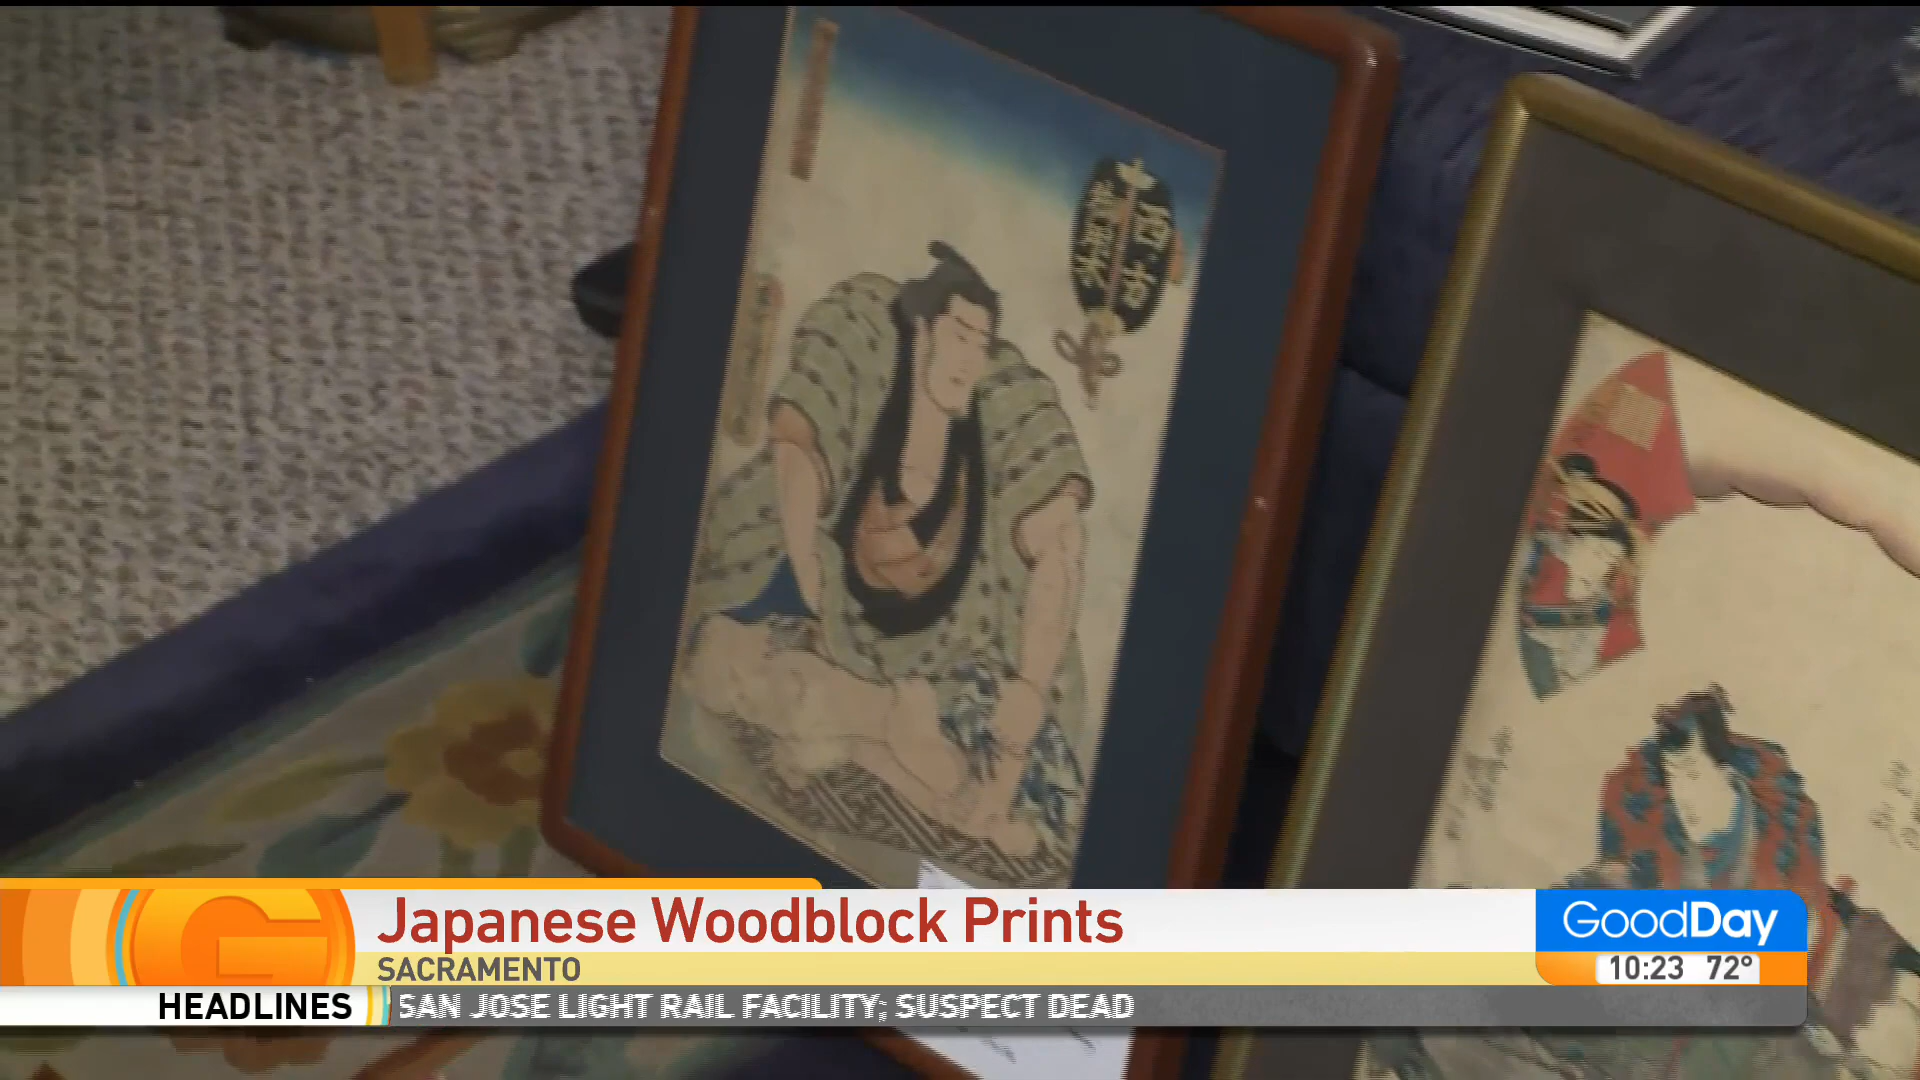 Japanese Woodblock Prints
SACRAMENTO
GoodDay
10:23 72°
HEADLINES
SAN JOSE LIGHT RAIL FACILITY; SUSPECT DEAD
G